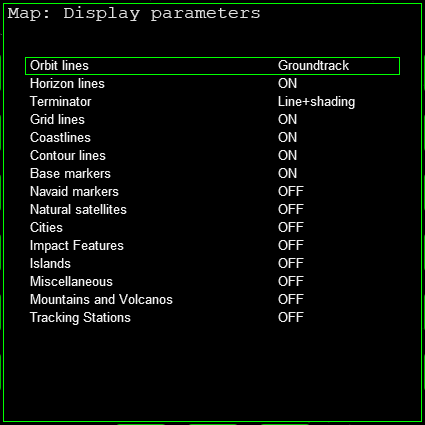 Map: Display parameters
Orbit lines Groundtrack
Horizon lines ON
Terminator Line+shading
Grid lines ON
Coastlines ON
Contour lines ON
Base markers ON
Navaid markers OFF
Natural satellites OFF
Cities OFF
Impact Features OFF
Islands OFF
Miscellaneous OFF
Mountains and Volcanos OFF
Tracking Stations OFF